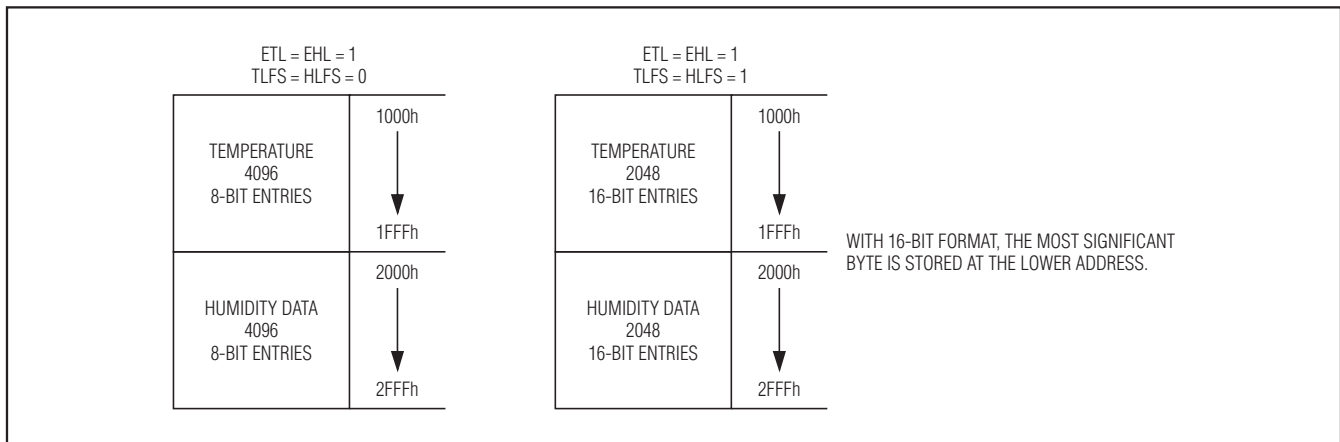 ETL = EHL = 1
TLFS = HLFS = 0
TEMPERATURE
4096
8-BIT ENTRIES
1000h
1FFFh
HUMIDITY DATA
4096
8-BIT ENTRIES
2000h
2FFFh
ETL = EHL = 1
TLFS = HLFS = 1
TEMPERATURE
2048
16-BIT ENTRIES
1000h
1FFFh
HUMIDITY DATA
2048
16-BIT ENTRIES
2000h
2FFFh
WITH 16-BIT FORMAT, THE MOST SIGNIFICANT
BYTE IS STORED AT THE LOWER ADDRESS.